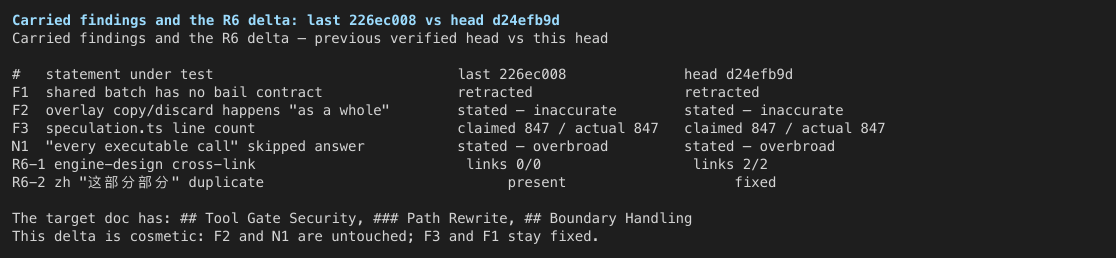 Carried findings and the R6 delta: last 226ec008 vs head d24efb9d
Carried findings and the R6 delta — previous verified head vs this head
# statement under test last 226ec008 head d24efb9d
F1 shared batch has no bail contract retracted retracted
F2 overlay copy/discard happens "as a whole" stated — inaccurate stated — inaccurate
F3 speculation.ts line count claimed 847 / actual 847 claimed 847 / actual 847
N1 "every executable call" skipped answer stated — overbroad stated — overbroad
R6-1 engine-design cross-link links 0/0 links 2/2
R6-2 zh "这部分部分" duplicate present fixed
The target doc has: ## Tool Gate Security, ### Path Rewrite, ## Boundary Handling
This delta is cosmetic: F2 and N1 are untouched; F3 and F1 stay fixed.